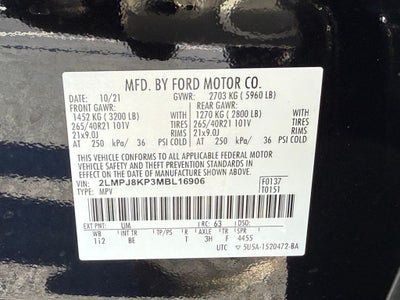 MFD. BY FORD MOTOR CO.
10/21 GVWR: 2703 KG ( 5960 LB)
FRONT GAWR: REAR GAWR:
1452 KG ( 3200 LB) 1270 KG ( 2800 LB)
265/40R21 101V TIRES 265/40R21 101V TIRES
21x9.0J RIMS 21x9.0J RIMS
AT 250 kPa/ 36 PSI COLD AT 250 kPa/ 36 PSI COLD
THIS VEHICLE CONFORMS TO ALL APPLICABLE FEDERAL MOTOR
VEHICLE SAFETY AND THEFT PREVENTION STANDARDS IN
EFFECT ON THE DATE OF MANUFACTURE SHOWN ABOVE.
VIN: 2LMPJ8KP3MBL16906 F0137
TYPE: MPV T0151
EXT PNT: UM RC: 63 DSO:
WB INT TR TP/PS R AXLE TR SPR
112 BE T 3H F 4455
UTC 5U5A-1520472-BA